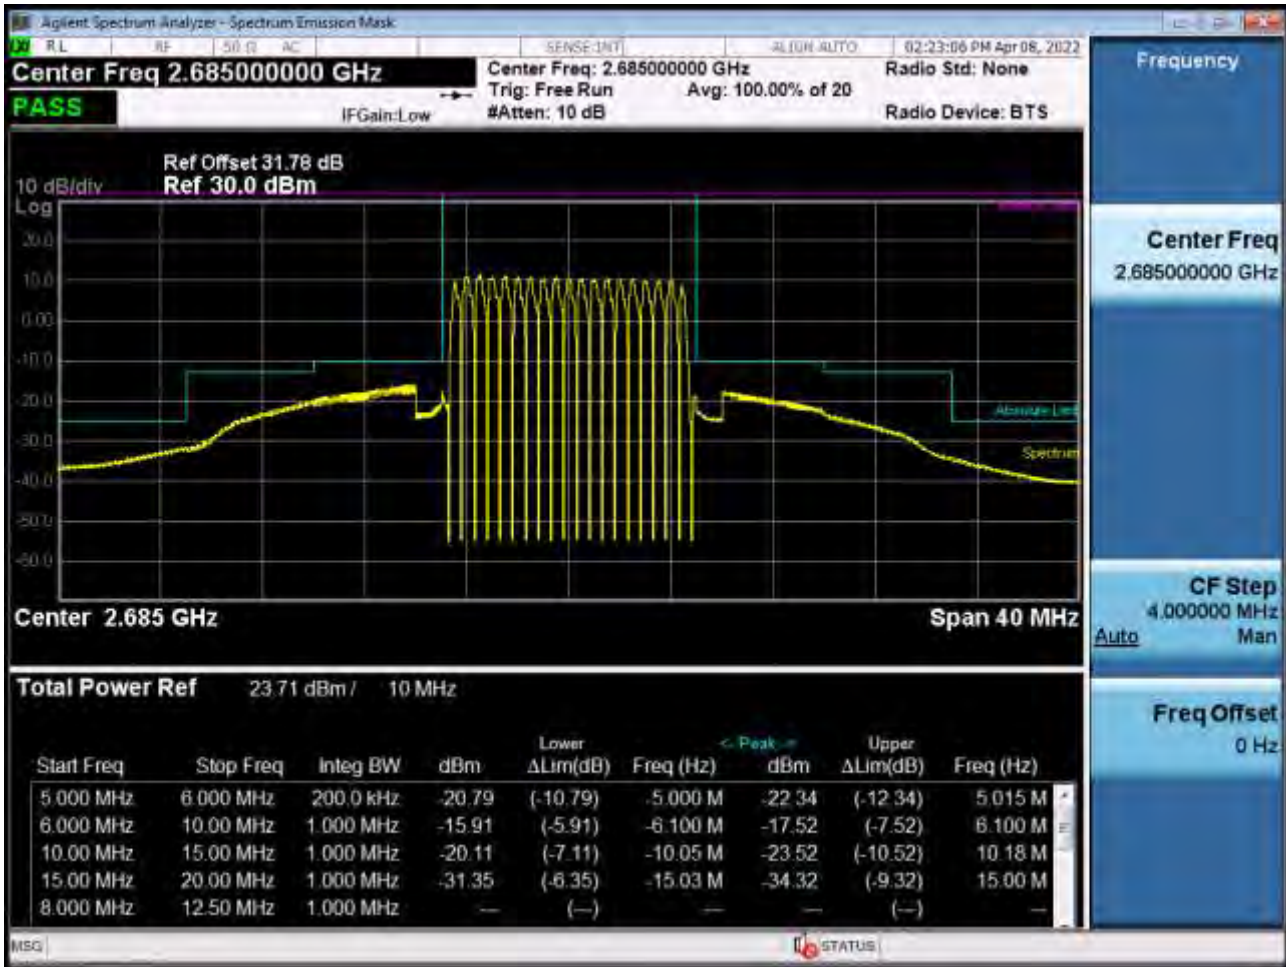 Agilent Spectrum Analyzer - Spectrum Emission Mask
LXI RL RF 50 Ω AC SENSE:INT ALIGN AUTO 02:23:06 PM Apr 08, 2022
Center Freq 2.685000000 GHz
Center Freq: 2.685000000 GHz
Radio Std: None
Trig: Free Run
Avg: 100.00% of 20
PASS
IFGain:Low
#Atten: 10 dB
Radio Device: BTS
Ref Offset 31.78 dB
10 dB/div
Ref 30.0 dBm
Log
20.0
10.0
0.00
-10.0
-20.0
-30.0
-40.0
-50.0
-60.0
Absolute Limit
Spectrum
Center 2.685 GHz
Span 40 MHz
Total Power Ref 23.71 dBm / 10 MHz
Lower <- Peak -> Upper
Start Freq Stop Freq Integ BW dBm ΔLim(dB) Freq (Hz) dBm ΔLim(dB) Freq (Hz)
5.000 MHz 6.000 MHz 200.0 kHz -20.79 (-10.79) -5.000 M -22.34 (-12.34) 5.015 M
6.000 MHz 10.00 MHz 1.000 MHz -15.91 (-5.91) -6.100 M -17.52 (-7.52) 6.100 M
10.00 MHz 15.00 MHz 1.000 MHz -20.11 (-7.11) -10.05 M -23.52 (-10.52) 10.18 M
15.00 MHz 20.00 MHz 1.000 MHz -31.35 (-6.35) -15.03 M -34.32 (-9.32) 15.00 M
8.000 MHz 12.50 MHz 1.000 MHz --- (---) --- --- (---) ---
MSG
STATUS
Frequency
Center Freq
2.685000000 GHz
CF Step
4.000000 MHz
Auto Man
Freq Offset
0 Hz